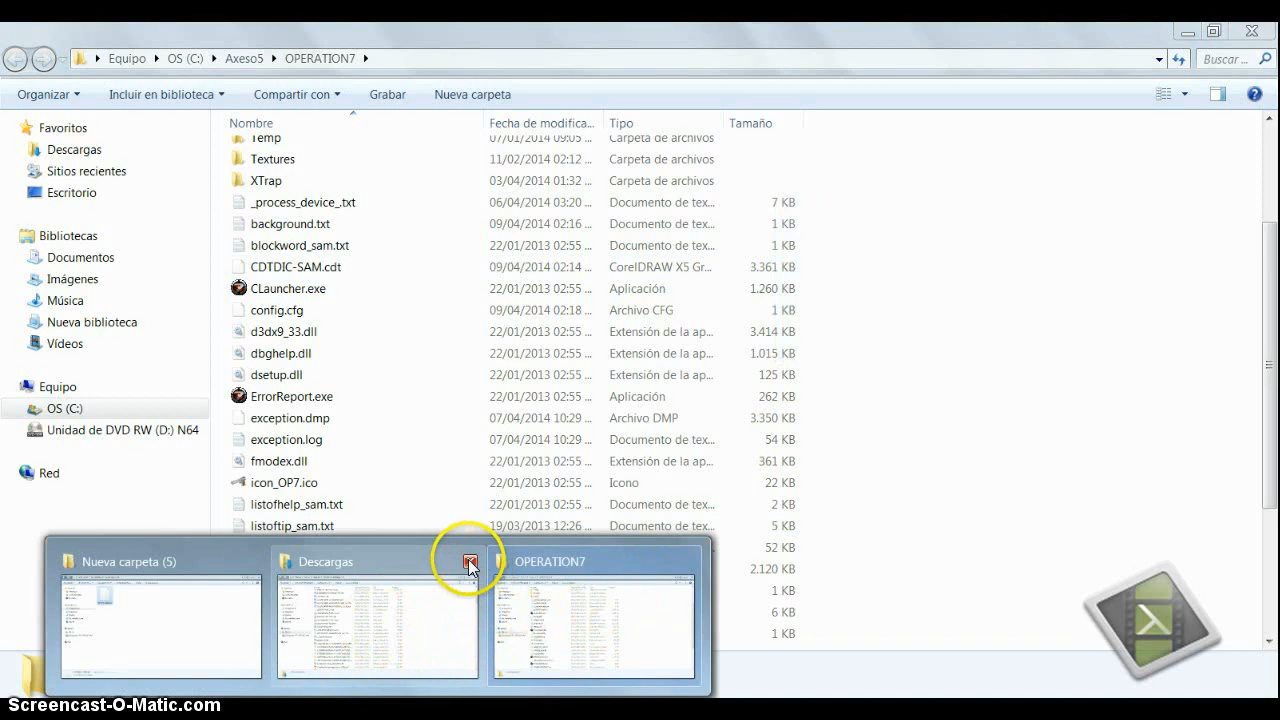 Equipo OS (C:) Axeso5 OPERATION7 Buscar ...
Organizar Incluir en biblioteca Compartir con Grabar Nueva carpeta
Nombre Fecha de modifica... Tipo Tamaño
Favoritos
Descargas
Sitios recientes
Escritorio
Bibliotecas
Documentos
Imágenes
Música
Nueva biblioteca
Vídeos
Equipo
OS (C:)
Unidad de DVD RW (D:) N64
Red
Temp 07/01/2014 09:05 ... Carpeta de archivos
Textures 11/02/2014 02:12 ... Carpeta de archivos
XTrap 03/04/2014 01:32 ... Carpeta de archivos
_process_device_.txt 06/04/2014 03:20 ... Documento de tex... 7 KB
background.txt 09/04/2014 02:16 ... Documento de tex... 1 KB
blockword_sam.txt 22/01/2013 02:55 ... Documento de tex... 1 KB
CDTDIC-SAM.cdt 09/04/2014 02:14 ... CorelDRAW X5 Gr... 3.361 KB
CLauncher.exe 22/01/2013 02:55 ... Aplicación 1.260 KB
config.cfg 09/04/2014 02:18 ... Archivo CFG 1 KB
d3dx9_33.dll 22/01/2013 02:55 ... Extensión de la ap... 3.414 KB
dbghelp.dll 22/01/2013 02:55 ... Extensión de la ap... 1.015 KB
dsetup.dll 22/01/2013 02:55 ... Extensión de la ap... 125 KB
ErrorReport.exe 22/01/2013 02:55 ... Aplicación 262 KB
exception.dmp 07/04/2014 10:29 ... Archivo DMP 3.350 KB
exception.log 07/04/2014 10:29 ... Documento de tex... 54 KB
fmodex.dll 22/01/2013 02:55 ... Extensión de la ap... 361 KB
icon_OP7.ico 22/01/2013 02:55 ... Icono 22 KB
listofhelp_sam.txt 22/01/2013 02:55 ... Documento de tex... 2 KB
listoftip_sam.txt 19/03/2013 12:26 ... Documento de tex... 5 KB
52 KB
2.120 KB
1 KB
6 KB
1 KB
Nueva carpeta (5) Descargas OPERATION7
Screencast-O-Matic.com